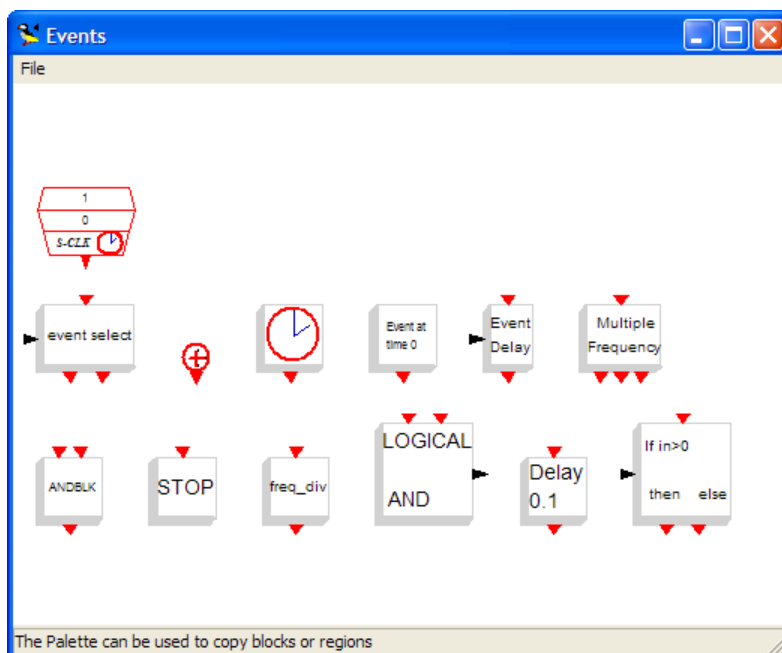 Events
File
1
0
S-CLK
event select
Event at
time 0
Event
Delay
Multiple
Frequency
ANDBLK
STOP
freq_div
LOGICAL
AND
Delay
0.1
If in>0
then else
The Palette can be used to copy blocks or regions